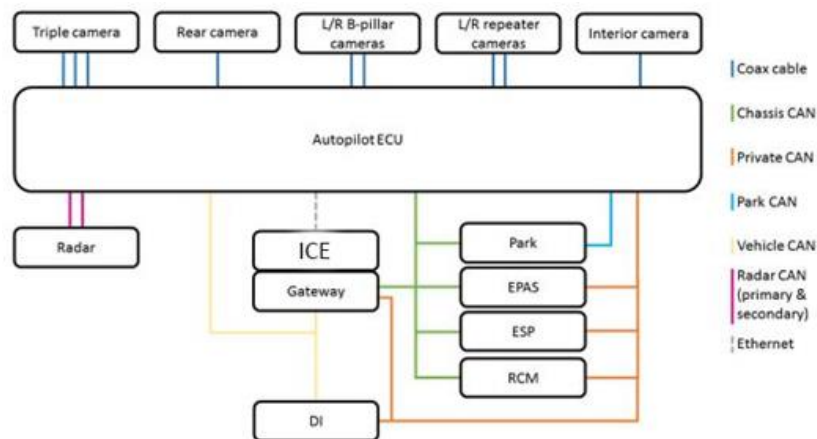 Triple camera
Rear camera
L/R B-pillar
cameras
L/R repeater
cameras
Interior camera
Autopilot ECU
Radar
ICE
Gateway
DI
Park
EPAS
ESP
RCM
Coax cable
Chassis CAN
Private CAN
Park CAN
Vehicle CAN
Radar CAN
(primary &
secondary)
Ethernet